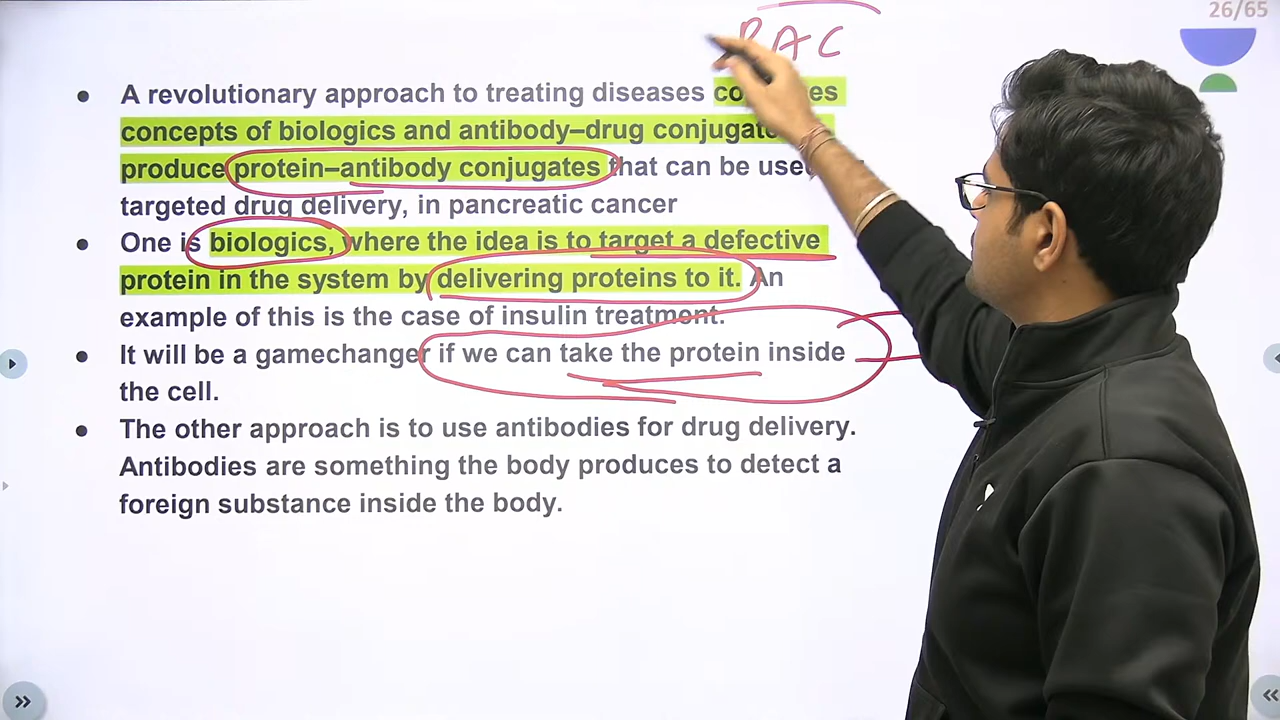 26/65
PAC
A revolutionary approach to treating diseases
concepts of biologics and antibody–drug
produce protein–antibody conjugates that can be
targeted drug delivery, in pancreatic cancer
One is biologics, where the idea is to target a defective
protein in the system by delivering proteins to it. An
example of this is the case of insulin treatment.
It will be a gamechanger if we can take the protein inside
the cell.
The other approach is to use antibodies for drug delivery.
Antibodies are something the body produces to detect a
foreign substance inside the body.